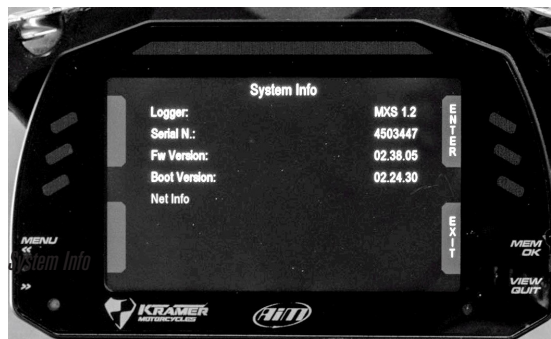 System Info
Logger: MXS 1.2
Serial N.: 4503447
Fw Version: 02.38.05
Boot Version: 02.24.30
Net Info
ENTER
EXIT
MENU
<<
System Info
>>
MEM
OK
VIEW
QUIT
KRAMER
MOTORCYCLES
AiM